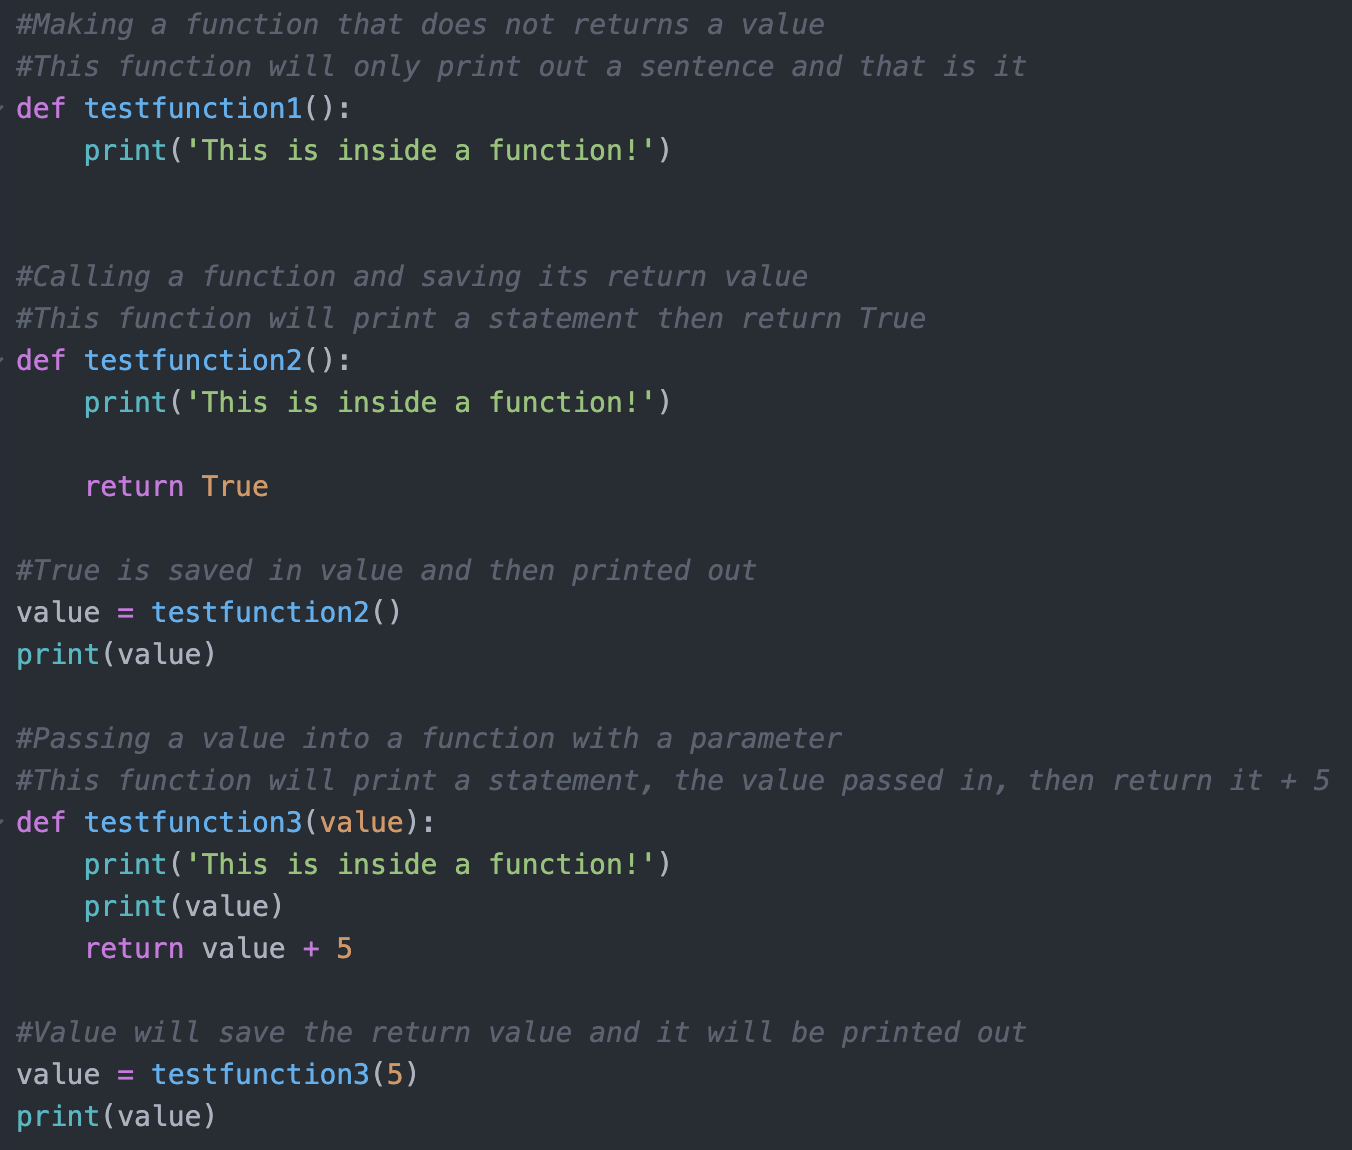 #Making a function that does not returns a value
#This function will only print out a sentence and that is it
def testfunction1():
    print('This is inside a function!')
#Calling a function and saving its return value
#This function will print a statement then return True
def testfunction2():
    print('This is inside a function!')
    return True
#True is saved in value and then printed out
value = testfunction2()
print(value)
#Passing a value into a function with a parameter
#This function will print a statement, the value passed in, then return it + 5
def testfunction3(value):
    print('This is inside a function!')
    print(value)
    return value + 5
#Value will save the return value and it will be printed out
value = testfunction3(5)
print(value)